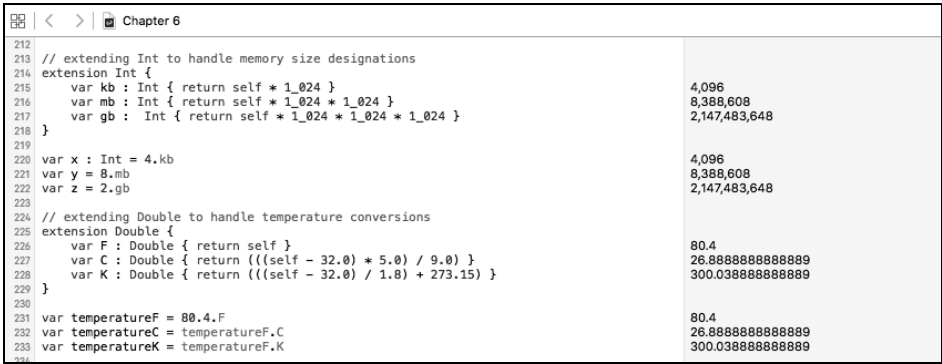 Chapter 6
212
213 // extending Int to handle memory size designations
214 extension Int {
215     var kb : Int { return self * 1_024 } 4,096
216     var mb : Int { return self * 1_024 * 1_024 } 8,388,608
217     var gb :  Int { return self * 1_024 * 1_024 * 1_024 } 2,147,483,648
218 }
219
220 var x : Int = 4.kb 4,096
221 var y = 8.mb 8,388,608
222 var z = 2.gb 2,147,483,648
223
224 // extending Double to handle temperature conversions
225 extension Double {
226     var F : Double { return self } 80.4
227     var C : Double { return (((self - 32.0) * 5.0) / 9.0) } 26.8888888888889
228     var K : Double { return (((self - 32.0) / 1.8) + 273.15) } 300.038888888889
229 }
230
231 var temperatureF = 80.4.F 80.4
232 var temperatureC = temperatureF.C 26.8888888888889
233 var temperatureK = temperatureF.K 300.038888888889
234